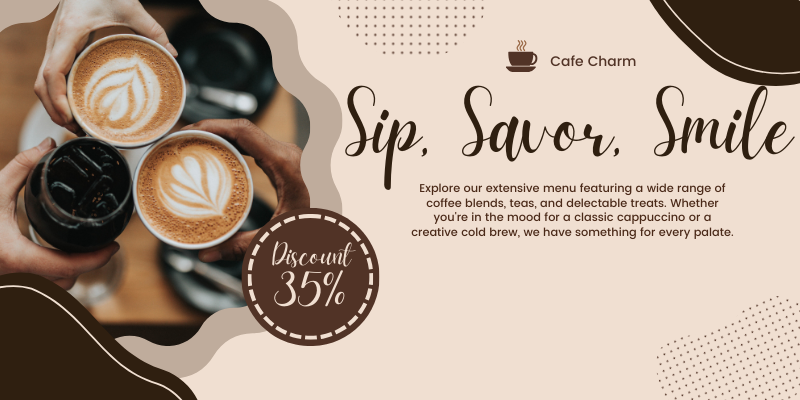 Cafe Charm
Sip, Savor, Smile
Explore our extensive menu featuring a wide range of
coffee blends, teas, and delectable treats. Whether
you're in the mood for a classic cappuccino or a
creative cold brew, we have something for every palate.
Discount
35%